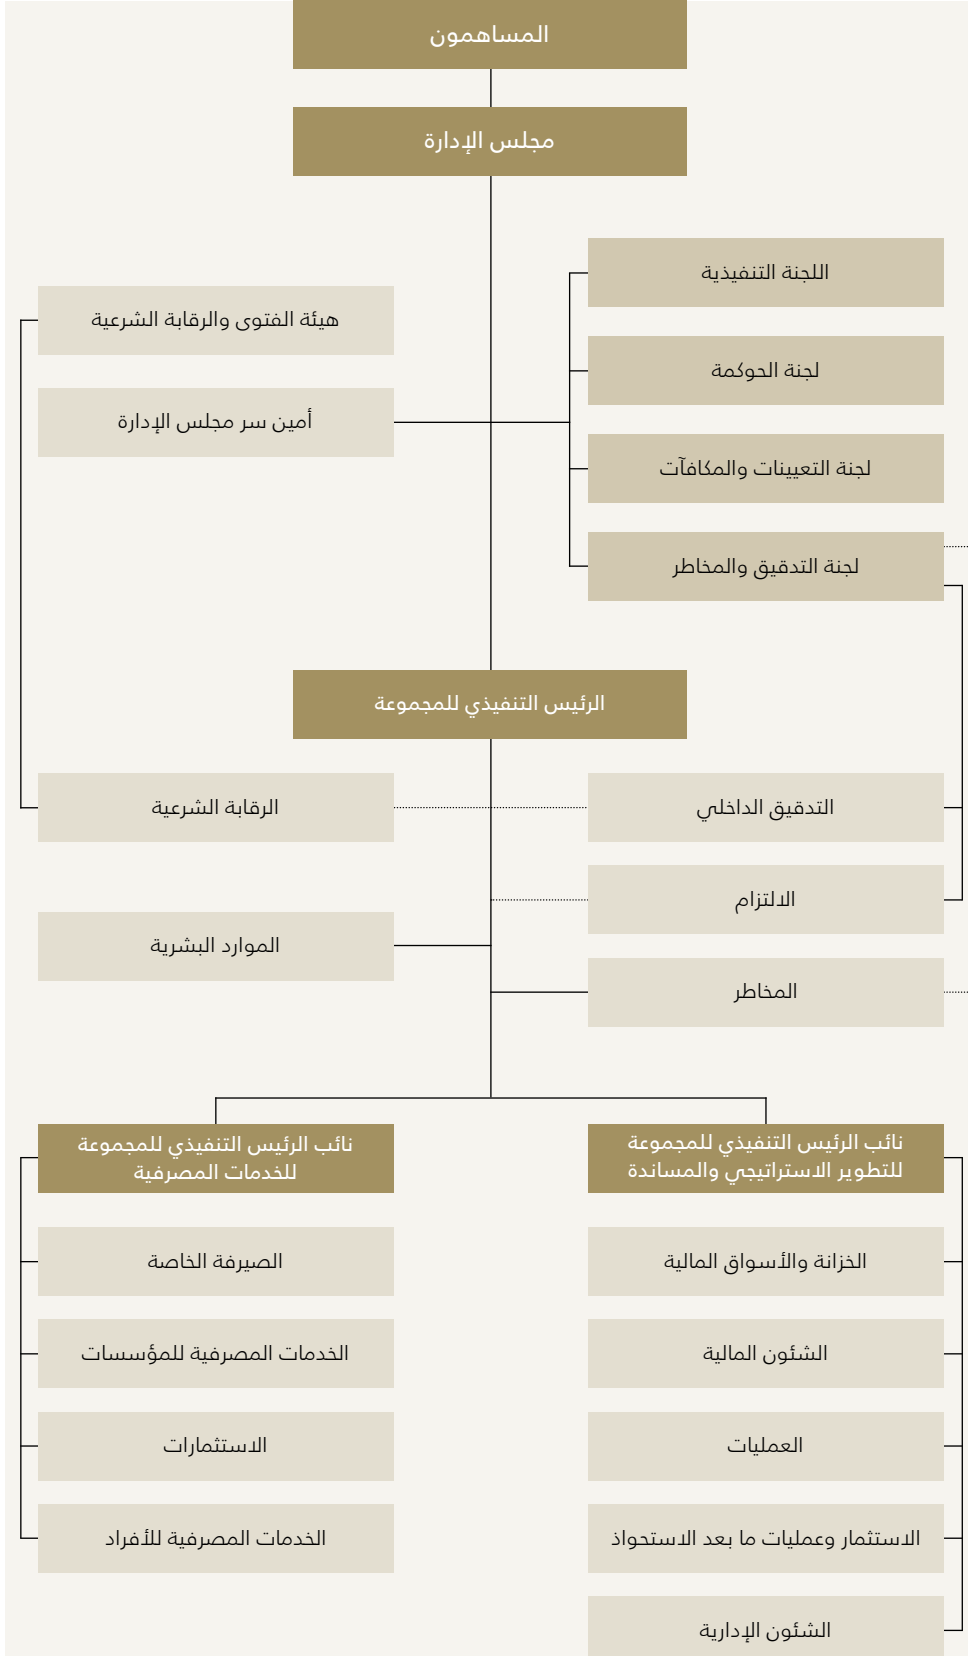 المساهمون
مجلس الإدارة
اللجنة التنفيذية
هيئة الفتوى والرقابة الشرعية
لجنة الحوكمة
أمين سر مجلس الإدارة
لجنة التعيينات والمكافآت
لجنة التدقيق والمخاطر
الرئيس التنفيذي للمجموعة
التدقيق الداخلي
الرقابة الشرعية
الالتزام
الموارد البشرية
المخاطر
نائب الرئيس التنفيذي للمجموعة
للتطوير الاستراتيجي والمساندة
نائب الرئيس التنفيذي للمجموعة
للخدمات المصرفية
الخزانة والأسواق المالية
الصيرفة الخاصة
الشئون المالية
الخدمات المصرفية للمؤسسات
العمليات
الاستثمارات
الاستثمار وعمليات ما بعد الاستحواذ
الخدمات المصرفية للأفراد
الشئون الإدارية